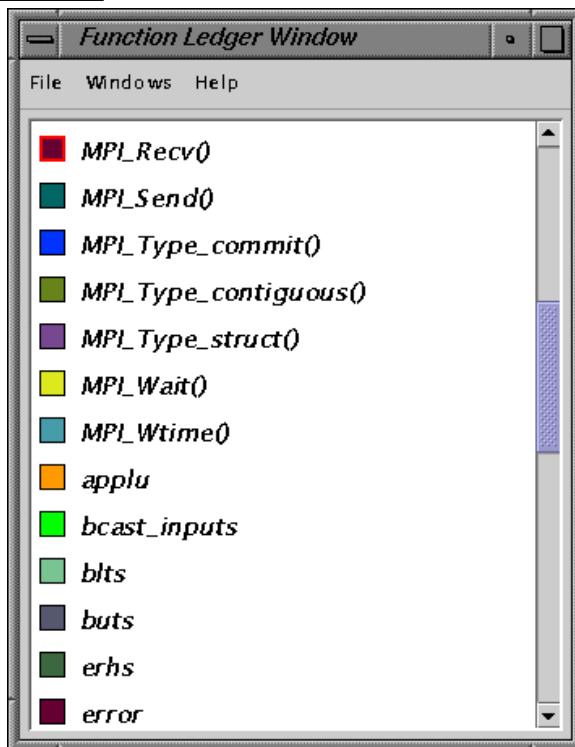 Function Ledger Window
File Windows Help
MPI_Recv()
MPI_Send()
MPI_Type_commit()
MPI_Type_contiguous()
MPI_Type_struct()
MPI_Wait()
MPI_Wtime()
applu
bcast_inputs
blts
buts
erhs
error